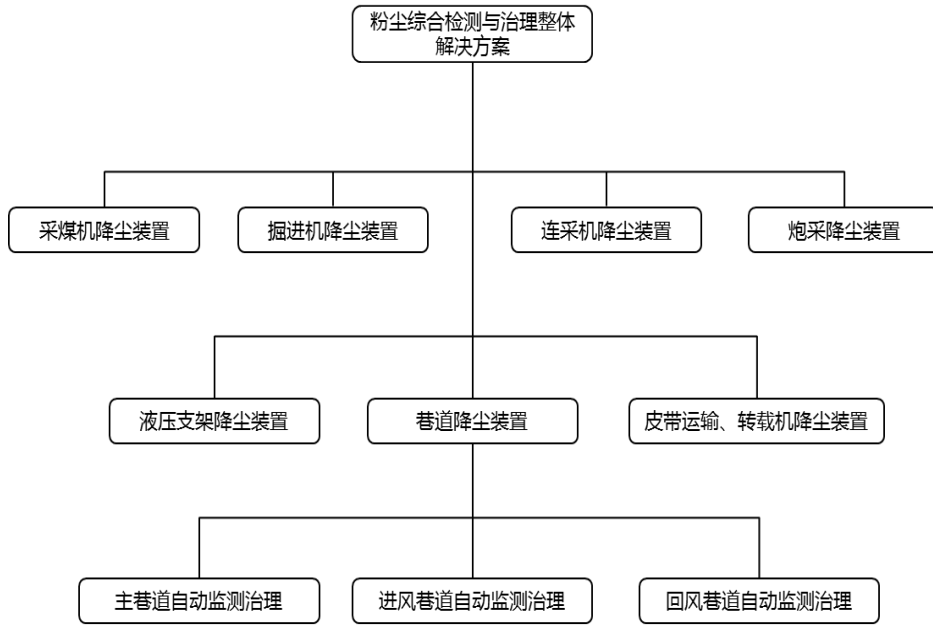 粉尘综合检测与治理整体
解决方案
采煤机降尘装置
掘进机降尘装置
连采机降尘装置
炮采降尘装置
液压支架降尘装置
巷道降尘装置
皮带运输、转载机降尘装置
主巷道自动监测治理
进风巷道自动监测治理
回风巷道自动监测治理